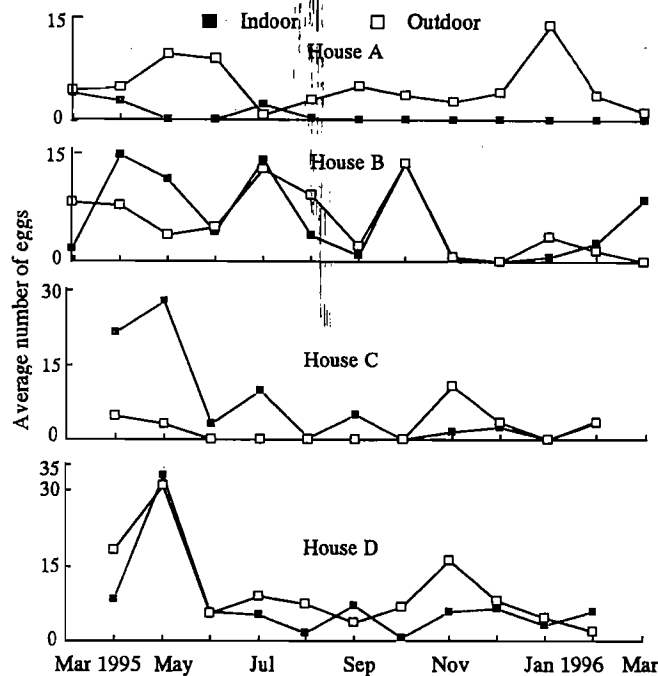 15
Indoor
Outdoor
House A
0
15
House B
0
30
House C
15
0
35
30
House D
15
0
Mar 1995 May Jul Sep Nov Jan 1996 Mar
Average number of eggs